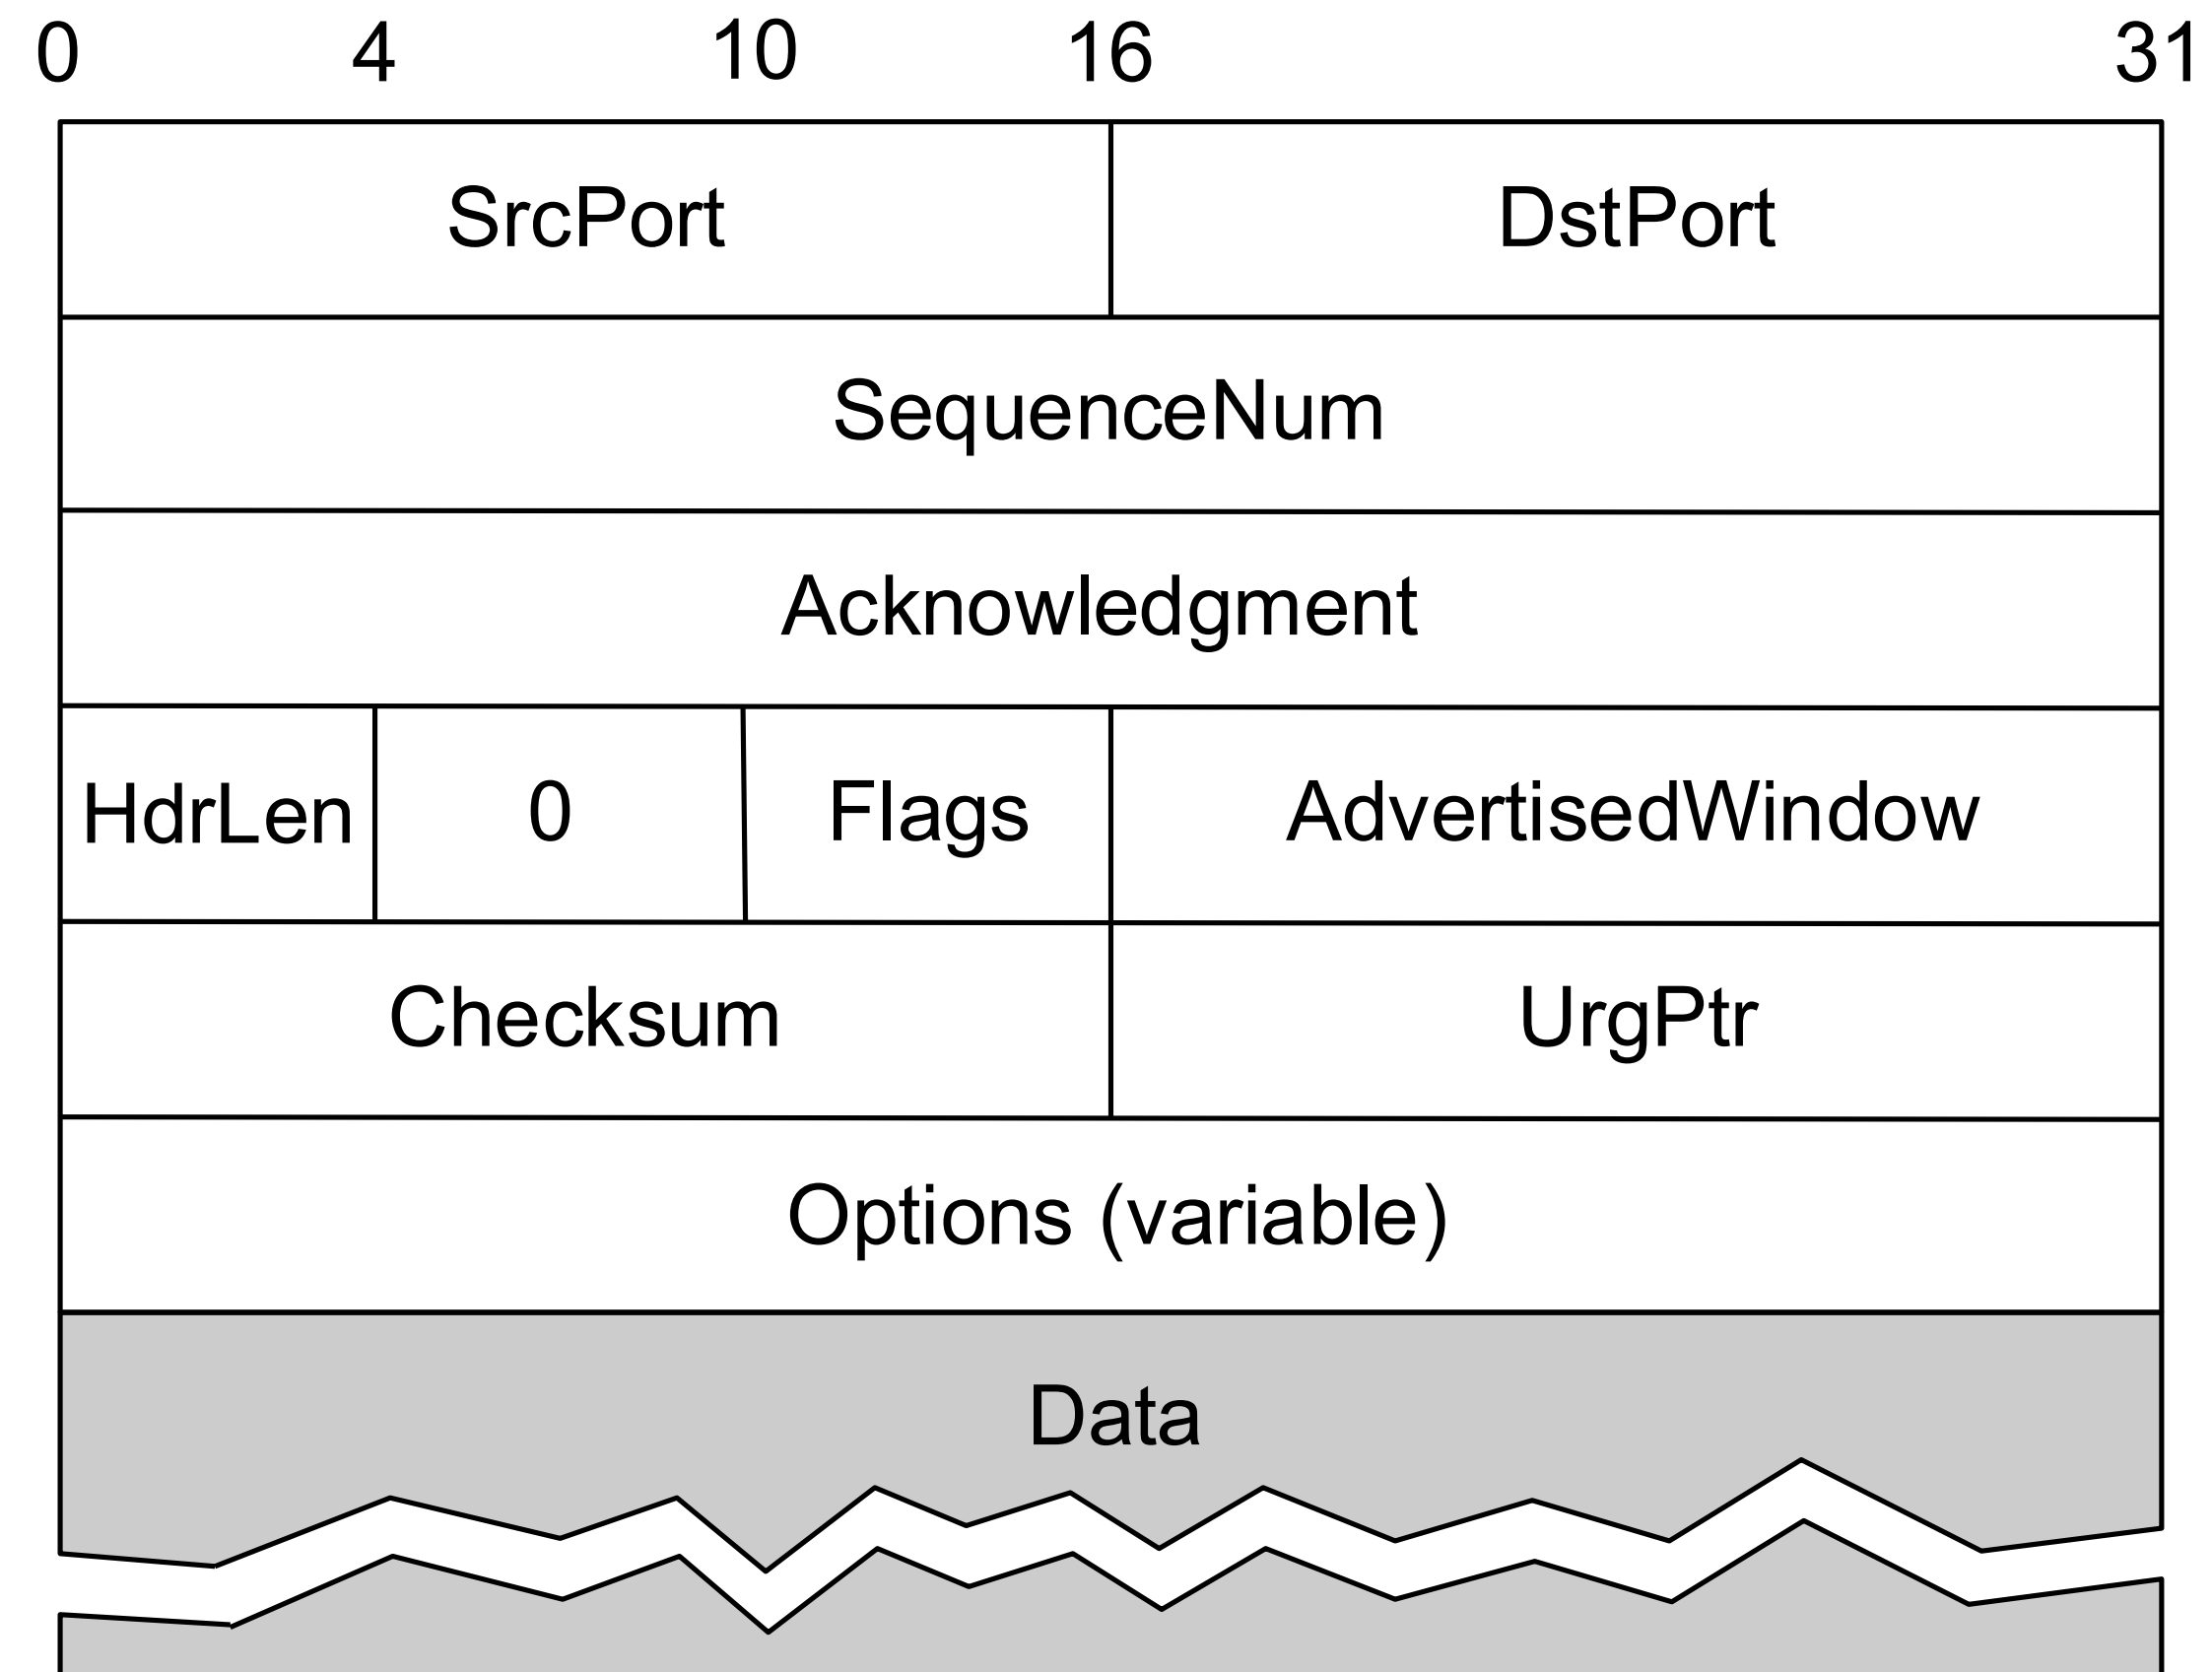 0 4 10 16 31
SrcPort DstPort
SequenceNum
Acknowledgment
HdrLen 0 Flags AdvertisedWindow
Checksum UrgPtr
Options (variable)
Data